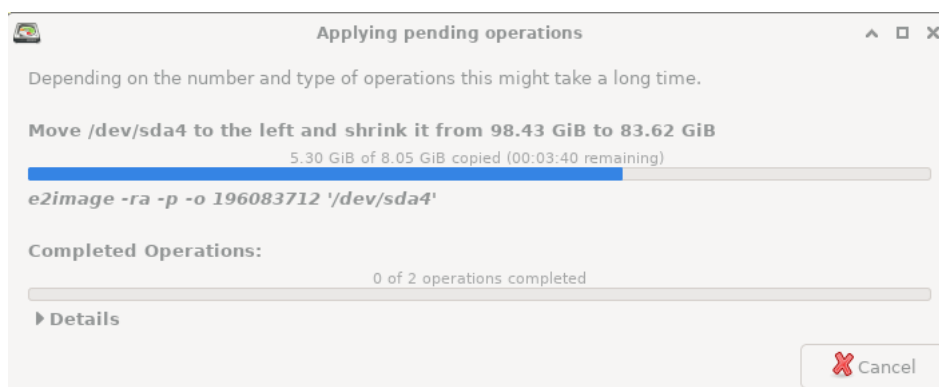 Applying pending operations
Depending on the number and type of operations this might take a long time.
Move /dev/sda4 to the left and shrink it from 98.43 GiB to 83.62 GiB
5.30 GiB of 8.05 GiB copied (00:03:40 remaining)
e2image -ra -p -o 196083712 '/dev/sda4'
Completed Operations:
0 of 2 operations completed
Details
Cancel